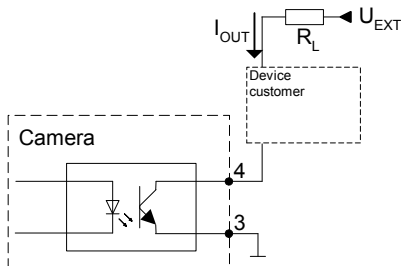 U_EXT
I_OUT
R_L
Device
customer
Camera
4
3